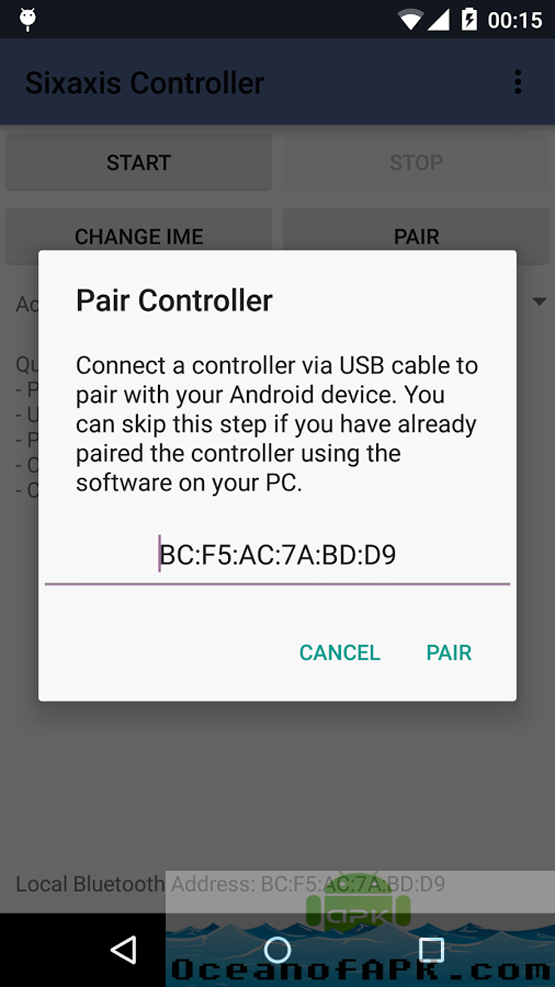 00:15
Sixaxis Controller
START
STOP
CHANGE IME
PAIR
Ac
Pair Controller
Connect a controller via USB cable to
pair with your Android device. You
can skip this step if you have already
paired the controller using the
software on your PC.
Qu
- P
- U
- P
- C
- C
BC:F5:AC:7A:BD:D9
CANCEL
PAIR
Local Bluetooth Address: BC:F5:AC:7A:BD:D9
apk
OceanofAPK.com